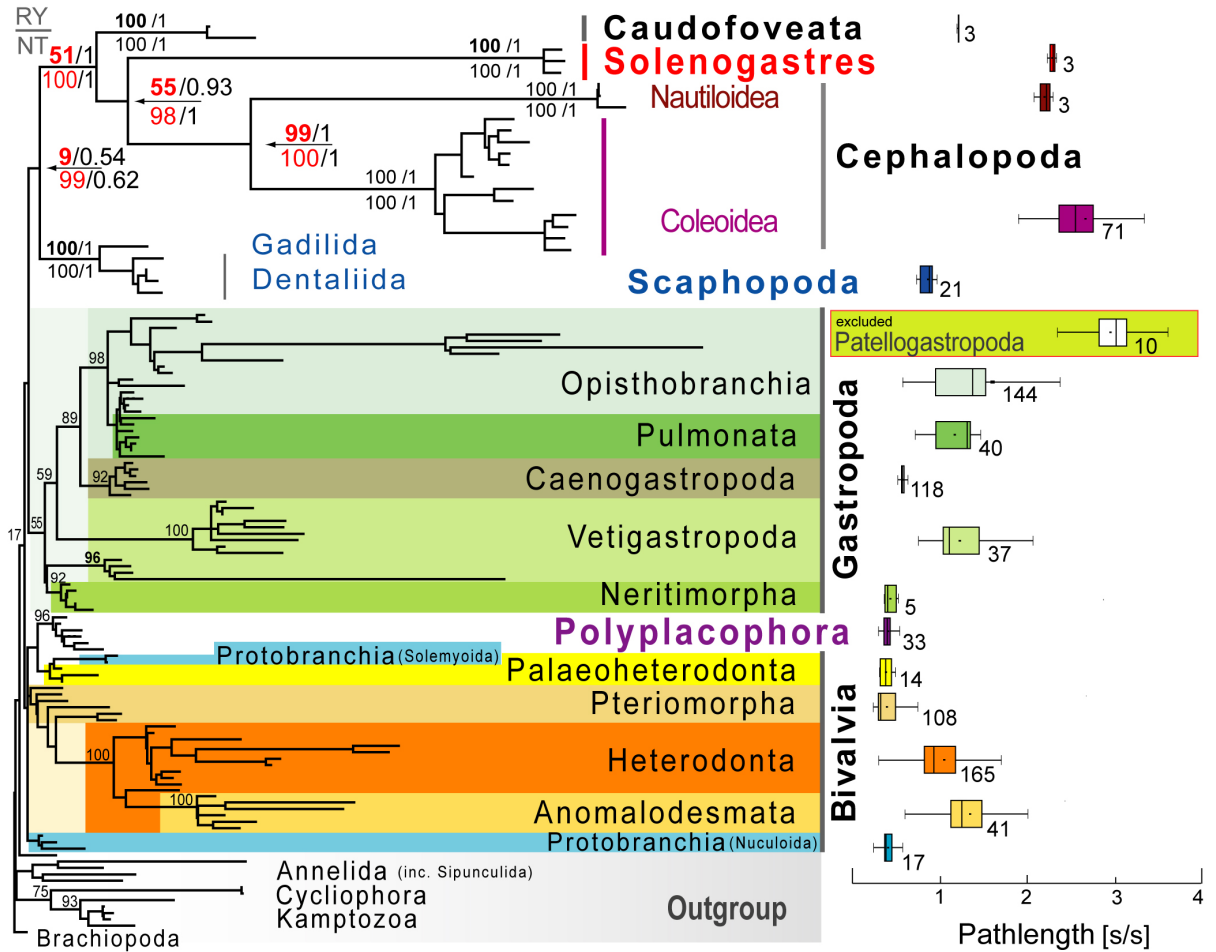 RY
NT
100 /1
100 /1
Caudofoveata
3
51/1
100/1
100 /1
100 /1
Solenogastres
3
55/0.93
98/1
Nautiloidea
100 /1
100 /1
3
99/1
100/1
Cephalopoda
9/0.54
99/0.62
100 /1
100 /1
Coleoidea
71
100/1
100/1
Gadilida
Dentaliida
Scaphopoda
21
excluded
Patellogastropoda
10
98
Opisthobranchia
144
Gastropoda
89
Pulmonata
40
92
Caenogastropoda
118
59
17
55
100
Vetigastropoda
37
96
92
Neritimorpha
5
96
Polyplacophora
33
Protobranchia (Solemyoida)
Palaeoheterodonta
14
Bivalvia
Pteriomorpha
108
100
Heterodonta
165
100
Anomalodesmata
41
Protobranchia (Nuculoida)
17
Annelida (inc. Sipunculida)
75
Cycliophora
93
Kamptozoa
Outgroup
Brachiopoda
1 2 3 4
Pathlength [s/s]